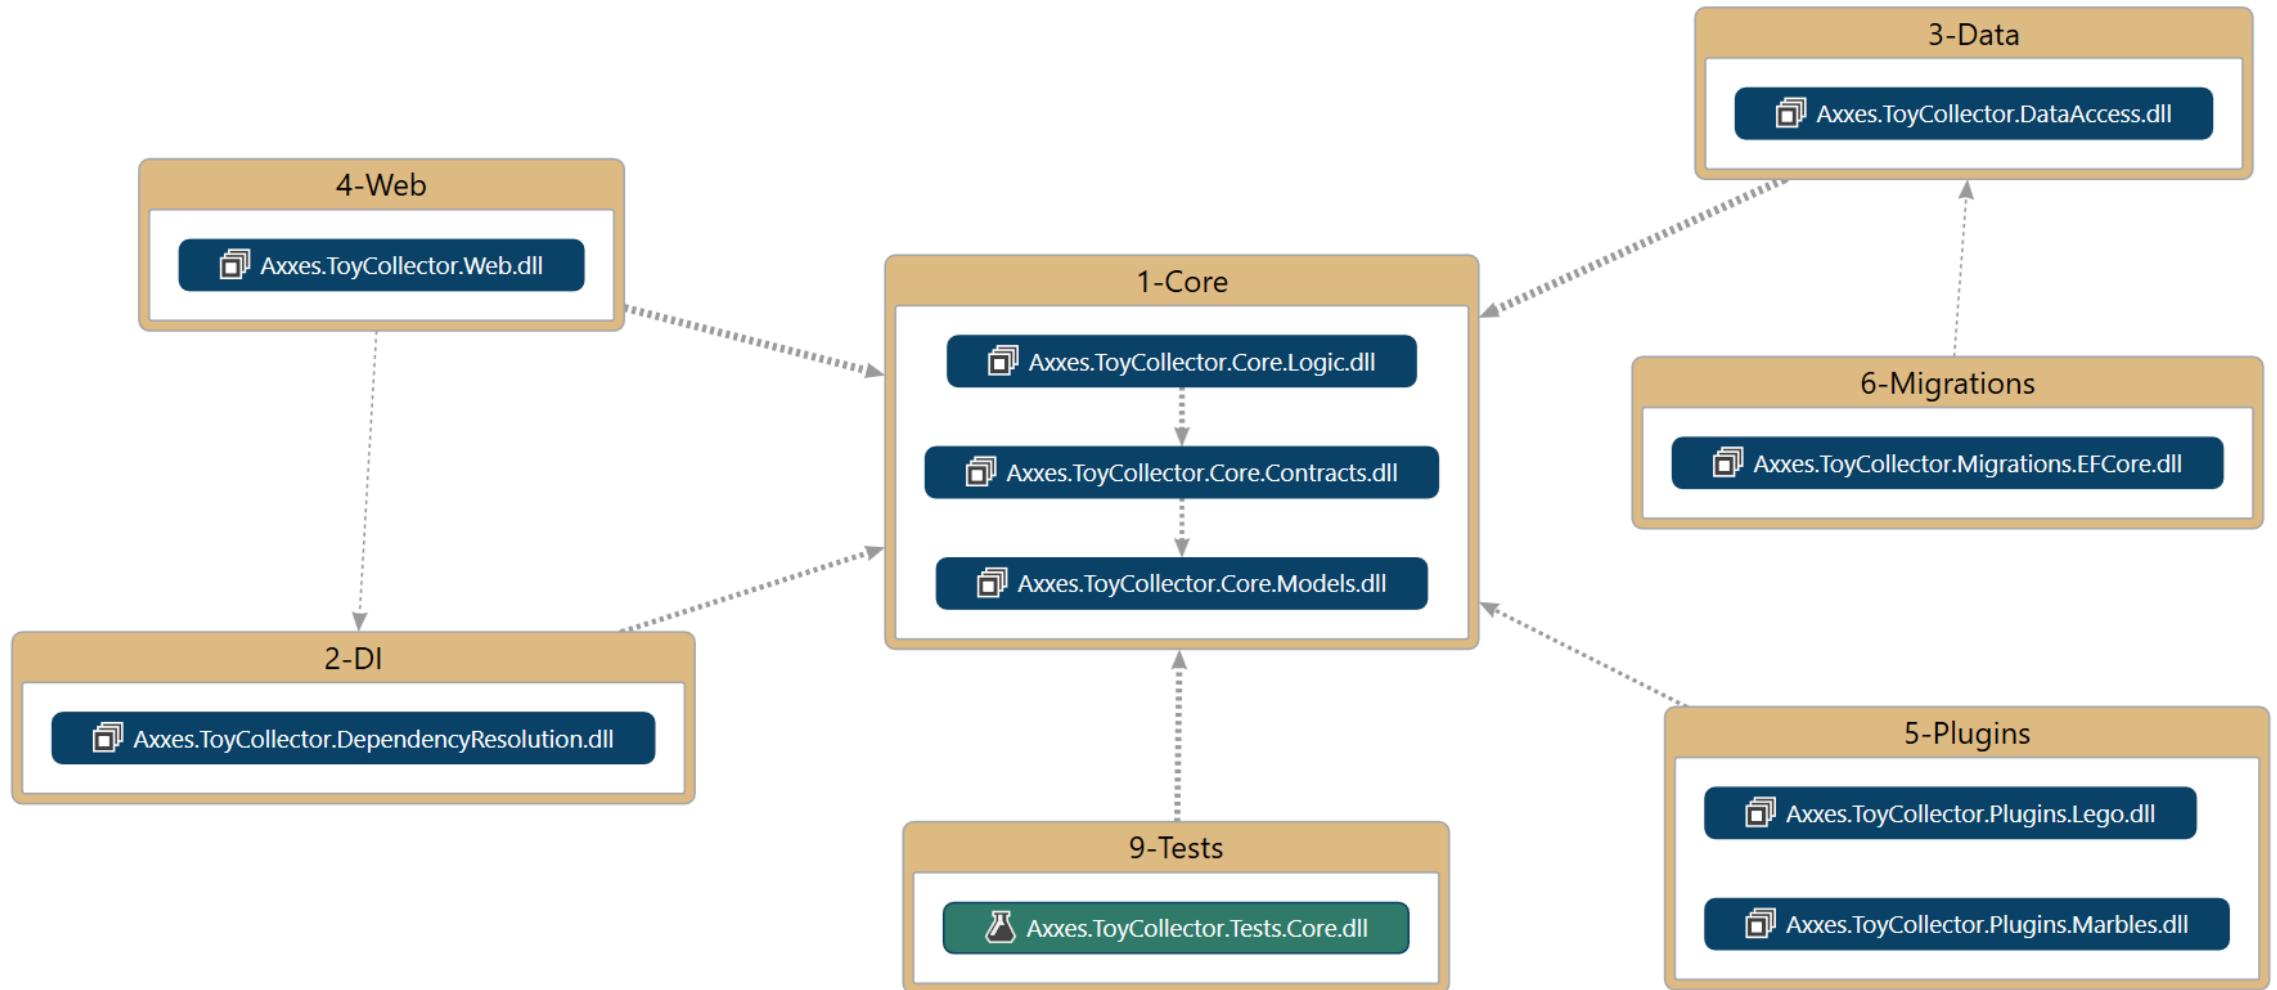 3-Data
Axxes.ToyCollector.DataAccess.dll
4-Web
Axxes.ToyCollector.Web.dll
1-Core
Axxes.ToyCollector.Core.Logic.dll
Axxes.ToyCollector.Core.Contracts.dll
Axxes.ToyCollector.Core.Models.dll
6-Migrations
Axxes.ToyCollector.Migrations.EFCore.dll
2-DI
Axxes.ToyCollector.DependencyResolution.dll
5-Plugins
Axxes.ToyCollector.Plugins.Lego.dll
Axxes.ToyCollector.Plugins.Marbles.dll
9-Tests
Axxes.ToyCollector.Tests.Core.dll